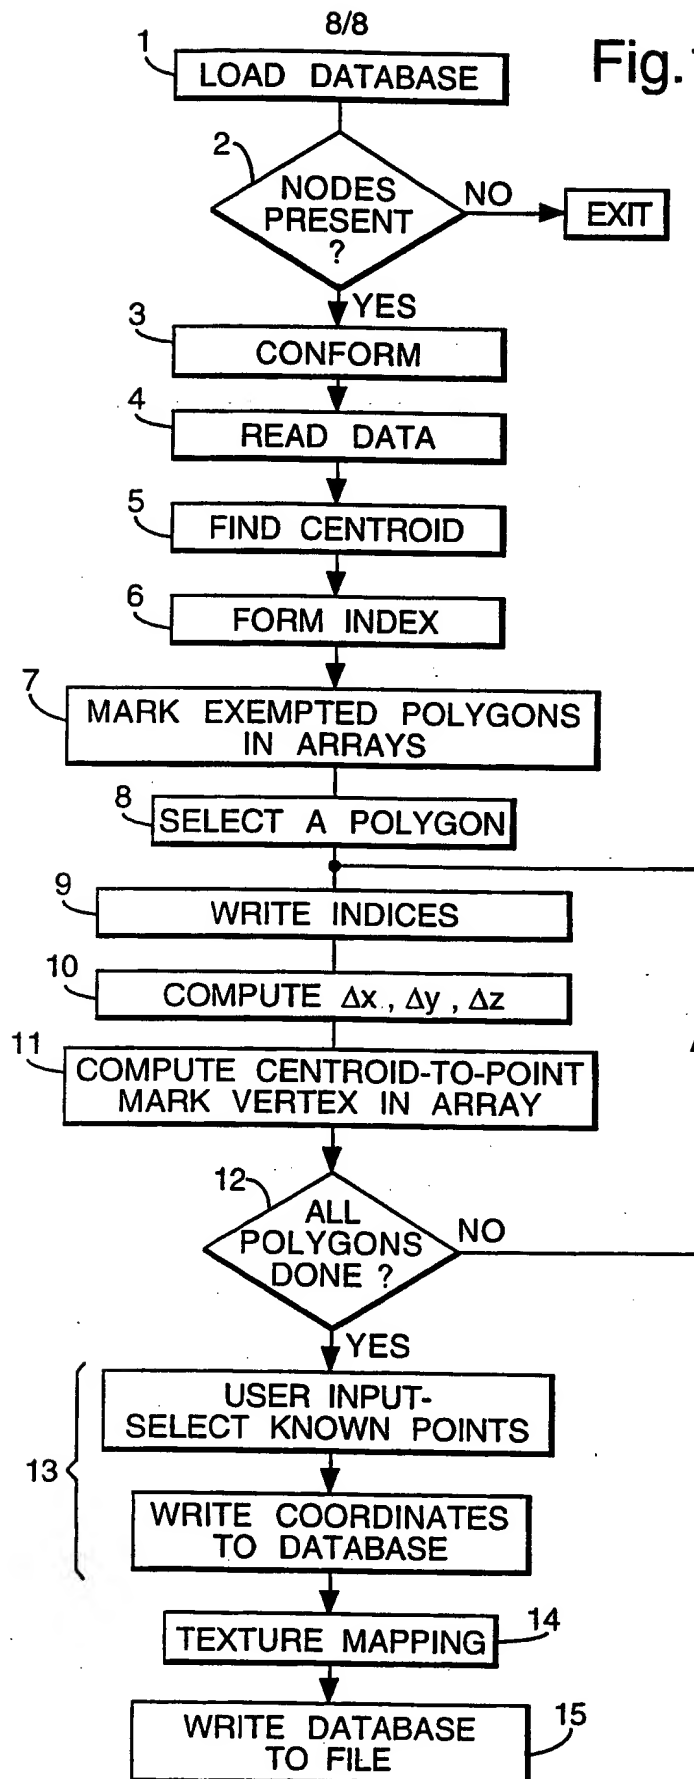 8/8
Fig.
1
LOAD DATABASE
2
NODES
PRESENT
?
NO
EXIT
YES
3
CONFORM
4
READ DATA
5
FIND CENTROID
6
FORM INDEX
7
MARK EXEMPTED POLYGONS
IN ARRAYS
8
SELECT A POLYGON
9
WRITE INDICES
10
COMPUTE Δx , Δy , Δz
11
COMPUTE CENTROID-TO-POINT
MARK VERTEX IN ARRAY
12
ALL
POLYGONS
DONE ?
NO
YES
13
USER INPUT-
SELECT KNOWN POINTS
WRITE COORDINATES
TO DATABASE
TEXTURE MAPPING
14
WRITE DATABASE
TO FILE
15